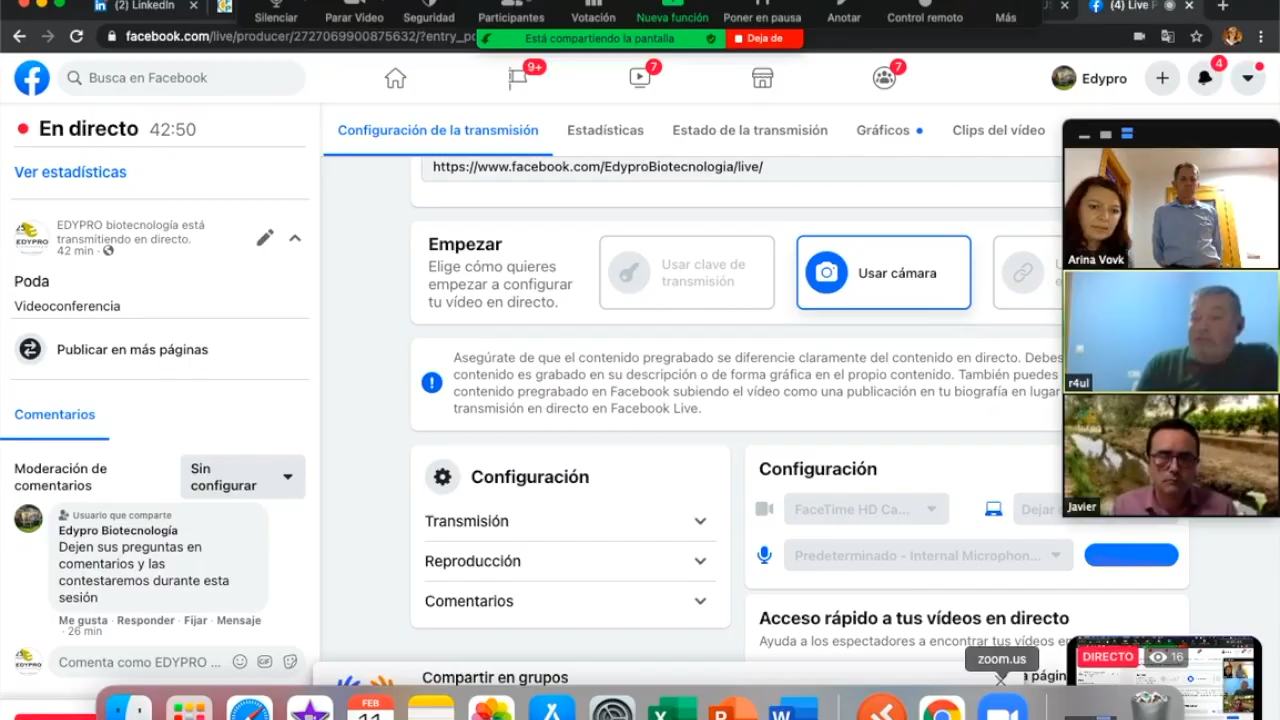 (2) LinkedIn
(4) Live P
Silenciar
Parar Video
Seguridad
Participantes
Votación
Nueva función
Poner en pausa
Anotar
Control remoto
Más
facebook.com/live/producer/2727069900875632/?entry_po
Está compartiendo la pantalla
Deja de
Busca en Facebook
9+
7
7
Edypro
4
En directo 42:50
Ver estadísticas
EDYPRO biotecnología está
transmitiendo en directo.
42 min ·
EDYPRO
Poda
Videoconferencia
Publicar en más páginas
Comentarios
Moderación de
comentarios
Sin
configurar
Usuario que comparte
Edypro Biotecnología
Dejen sus preguntas en
comentarios y las
contestaremos durante esta
sesión
Me gusta · Responder · Fijar · Mensaje
· 26 min
EDYPRO
Comenta como EDYPRO ...
GIF
Configuración de la transmisión
Estadísticas
Estado de la transmisión
Gráficos
Clips del vídeo
https://www.facebook.com/EdyproBiotecnologia/live/
Empezar
Elige cómo quieres
empezar a configurar
tu vídeo en directo.
Usar clave de
transmisión
Usar cámara
Asegúrate de que el contenido pregrabado se diferencie claramente del contenido en directo. Debes
contenido es grabado en su descripción o de forma gráfica en el propio contenido. También puedes
contenido pregrabado en Facebook subiendo el vídeo como una publicación en tu biografía en lugar
transmisión en directo en Facebook Live.
Configuración
Transmisión
Reproducción
Comentarios
Configuración
FaceTime HD Ca...
Dejar
Predeterminado - Internal Microphon...
Acceso rápido a tus vídeos en directo
Ayuda a los espectadores a encontrar tus vídeos en
Compartir en grupos
Arina Vovk
r4ul
Javier
zoom.us
DIRECTO
16
FEB
11
X
P
W